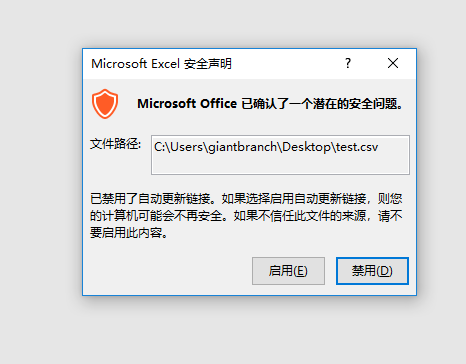 Microsoft Excel 安全声明
Microsoft Office 已确认了一个潜在的安全问题。
文件路径:
C:\Users\giantbranch\Desktop\test.csv
已禁用了自动更新链接。如果选择启用自动更新链接，则您
的计算机可能会不再安全。如果不信任此文件的来源，请不
要启用此内容。
启用(E)
禁用(D)